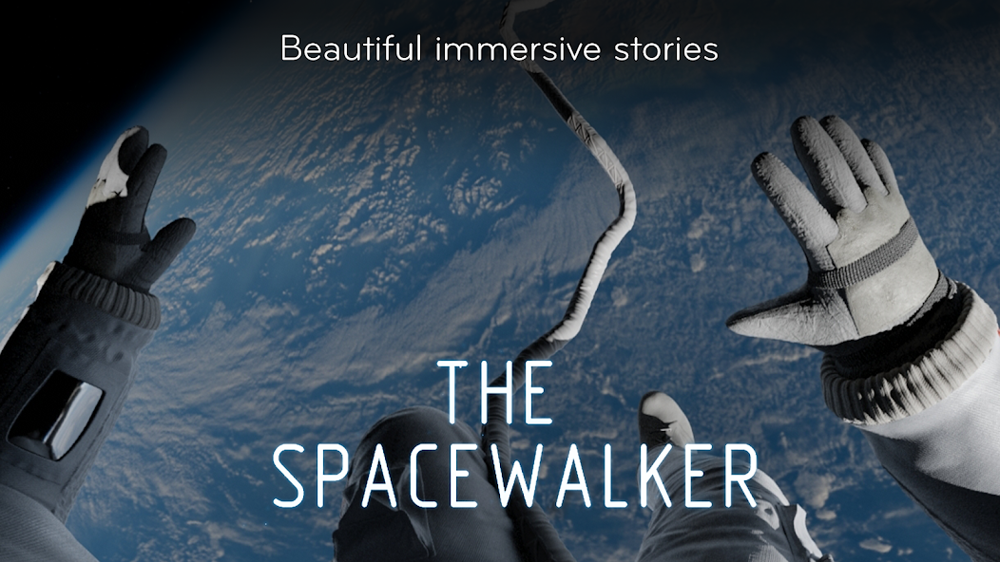 Beautiful immersive stories
THE
SPACEWALKER